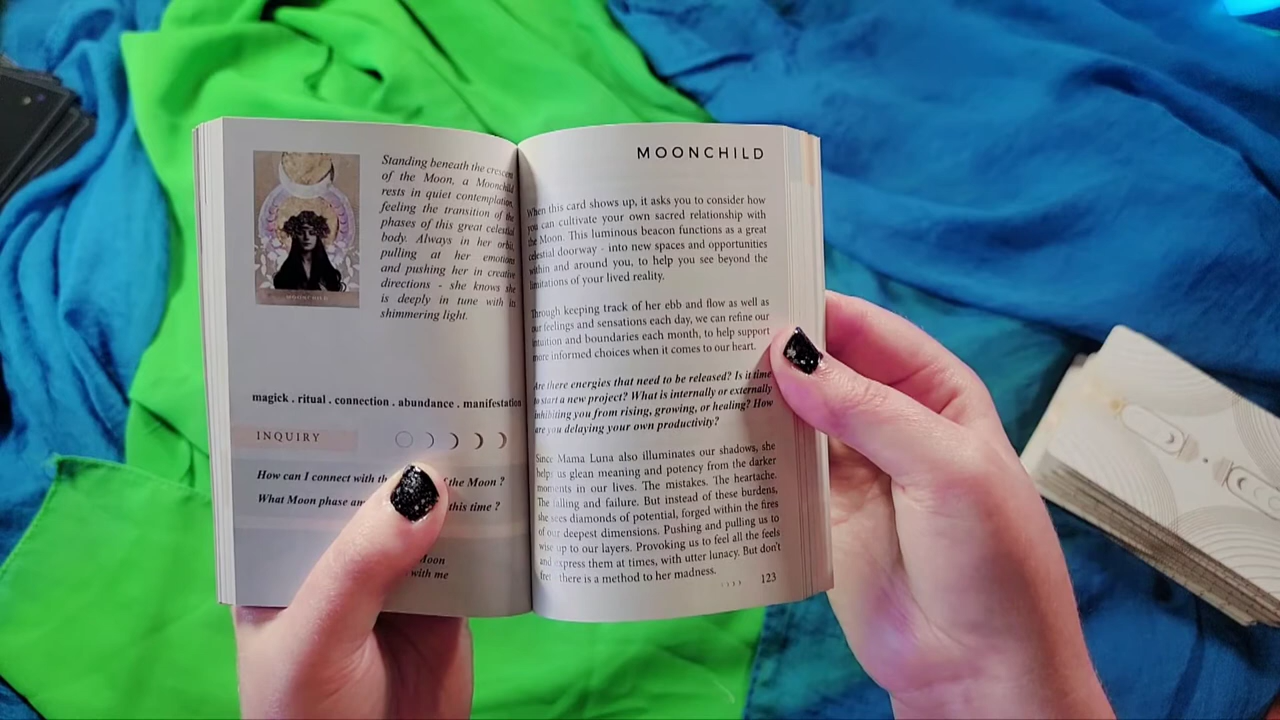 MOONCHILD
Standing beneath the crescent
of the Moon, a Moonchild
rests in quiet contemplation,
feeling the transition of the
phases of this great celestial
body. Always in her orbit,
pulling at her emotions
and pushing her in creative
directions - she knows she
is deeply in tune with its
shimmering light.
magick . ritual . connection . abundance . manifestation
INQUIRY
How can I connect with the Moon ?
What Moon phase this time ?
Moon
with me
MOONCHILD
When this card shows up, it asks you to consider how
you can cultivate your own sacred relationship with
the Moon. This luminous beacon functions as a great
celestial doorway - into new spaces and opportunities
within and around you, to help you see beyond the
limitations of your lived reality.
Through keeping track of her ebb and flow as well as
our feelings and sensations each day, we can refine our
intuition and boundaries each month, to help support
more informed choices when it comes to our heart.
Are there energies that need to be released? Is it time
to start a new project? What is internally or externally
inhibiting you from rising, growing, or healing? How
are you delaying your own productivity?
Since Mama Luna also illuminates our shadows, she
helps us glean meaning and potency from the darker
moments in our lives. The mistakes. The heartache.
The falling and failure. But instead of these burdens,
she sees diamonds of potential, forged within the fires
of our deepest dimensions. Pushing and pulling us to
wise up to our layers. Provoking us to feel all the feels
and express them at times, with utter lunacy. But don't
fret there is a method to her madness.
123